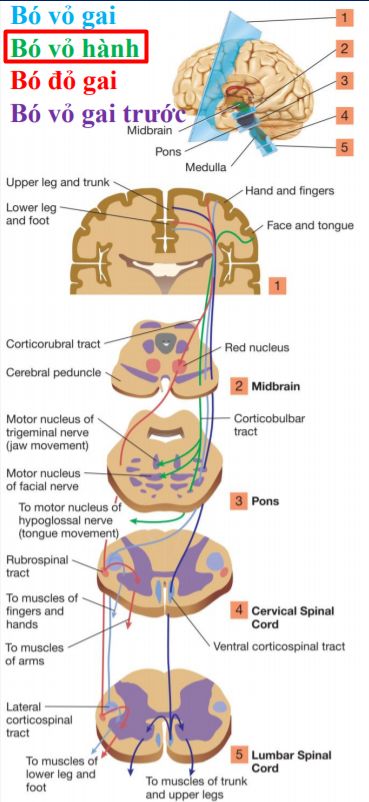 Bó vỏ gai
Bó vỏ hành
Bó đỏ gai
Bó vỏ gai trước
1
2
3
4
5
Midbrain
Pons
Medulla
Upper leg and trunk
Lower leg
and foot
Hand and fingers
Face and tongue
1
Corticorubral tract
Red nucleus
Cerebral peduncle
2 Midbrain
Motor nucleus of
trigeminal nerve
(jaw movement)
Corticobulbar
tract
Motor nucleus
of facial nerve
3 Pons
To motor nucleus of
hypoglossal nerve
(tongue movement)
Rubrospinal
tract
To muscles of
fingers and
hands
4 Cervical Spinal
Cord
To muscles
of arms
Ventral corticospinal tract
Lateral
corticospinal
tract
5 Lumbar Spinal
Cord
To muscles of
lower leg and
foot
To muscles of trunk
and upper legs